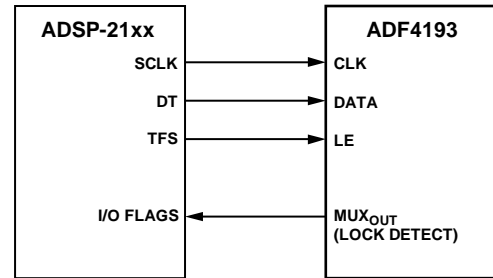 ADSP-21xx
SCLK
DT
TFS
I/O FLAGS
ADF4193
CLK
DATA
LE
MUXOUT
(LOCK DETECT)